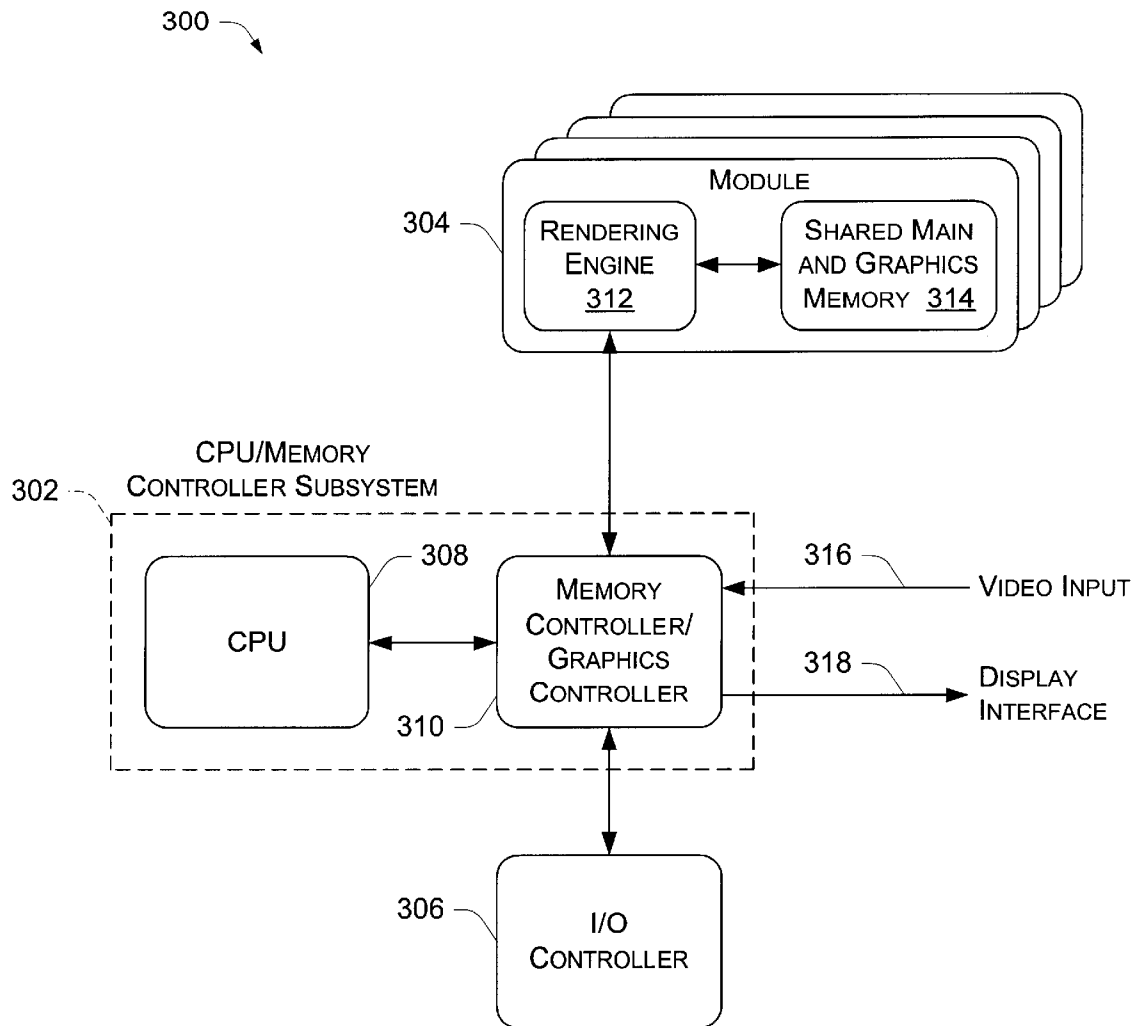 300
MODULE
304
RENDERING
ENGINE
312
SHARED MAIN
AND GRAPHICS
MEMORY 314
CPU/MEMORY
CONTROLLER SUBSYSTEM
302
308
CPU
MEMORY
CONTROLLER/
GRAPHICS
CONTROLLER
310
316
VIDEO INPUT
318
DISPLAY
INTERFACE
306
I/O
CONTROLLER